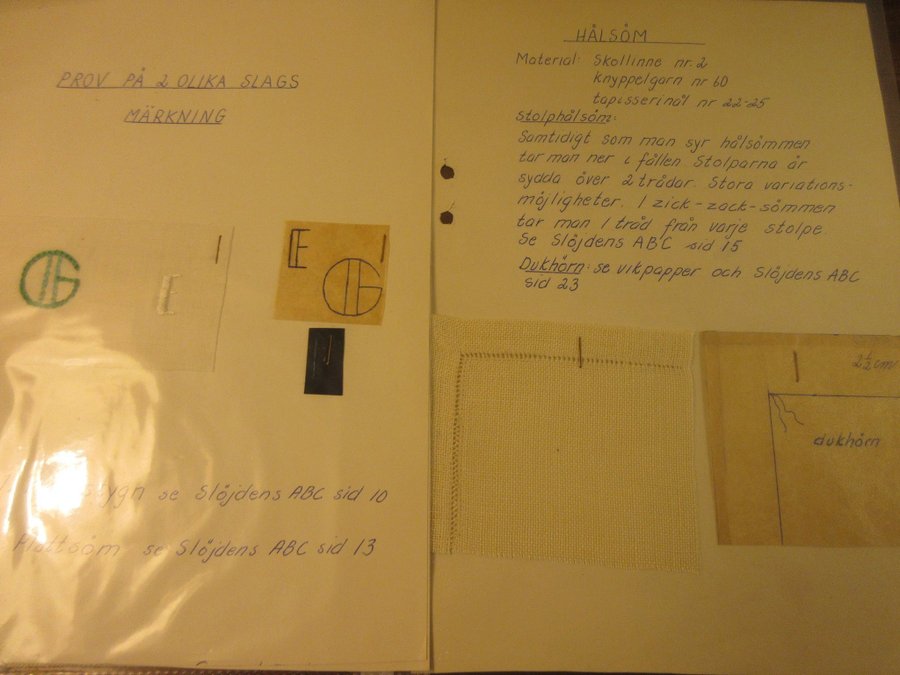 PROV PÅ 2 OLIKA SLAGS
MÄRKNING
E
E
se Slöjdens ABC sid 10
Plattsöm se Slöjdens ABC sid 13
HÅLSÖM
Material: Skollinne nr. 2
knyppelgarn nr 60
tapisserinål nr 22-25
Stolphålsöm:
Samtidigt som man syr hålsömmen
tar man ner i fållen Stolparna är
sydda över 2 trådar. Stora variations-
möjligheter. I zick-zack-sömmen
tar man 1 tråd från varje stolpe.
Se Slöjdens ABC sid 15
Dukhörn: se vikpapper och Slöjdens ABC
sid 23
2½ cm
dukhörn